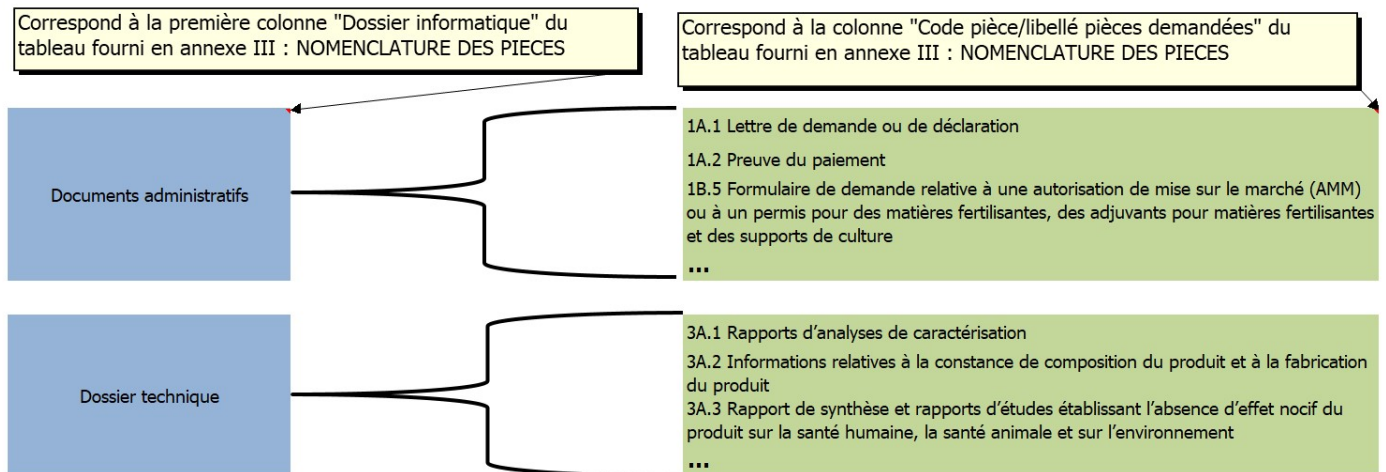 Correspond à la première colonne "Dossier informatique" du
tableau fourni en annexe III : NOMENCLATURE DES PIECES
Correspond à la colonne "Code pièce/libellé pièces demandées" du
tableau fourni en annexe III : NOMENCLATURE DES PIECES
Documents administratifs
1A.1 Lettre de demande ou de déclaration
1A.2 Preuve du paiement
1B.5 Formulaire de demande relative à une autorisation de mise sur le marché (AMM)
ou à un permis pour des matières fertilisantes, des adjuvants pour matières fertilisantes
et des supports de culture
...
Dossier technique
3A.1 Rapports d’analyses de caractérisation
3A.2 Informations relatives à la constance de composition du produit et à la fabrication
du produit
3A.3 Rapport de synthèse et rapports d’études établissant l’absence d’effet nocif du
produit sur la santé humaine, la santé animale et sur l’environnement
...